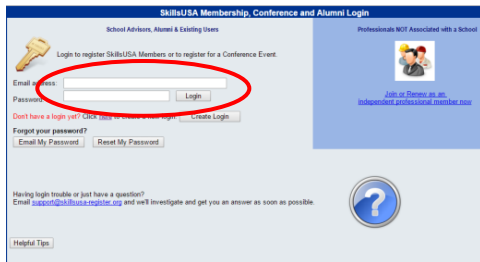 SkillsUSA Membership, Conference and Alumni Login
School Advisors, Alumni & Existing Users
Login to register SkillsUSA Members or to register for a Conference Event.
Email address:
Password:
Login
Don't have a login yet? Click here to create a new login
Create Login
Forgot your password?
Email My Password
Reset My Password
Having login trouble or just have a question?
Email support@skillsusa-register.org and we'll investigate and get you an answer as soon as possible.
Helpful Tips
Professionals NOT Associated with a School
Join or Renew as an
independent professional member now